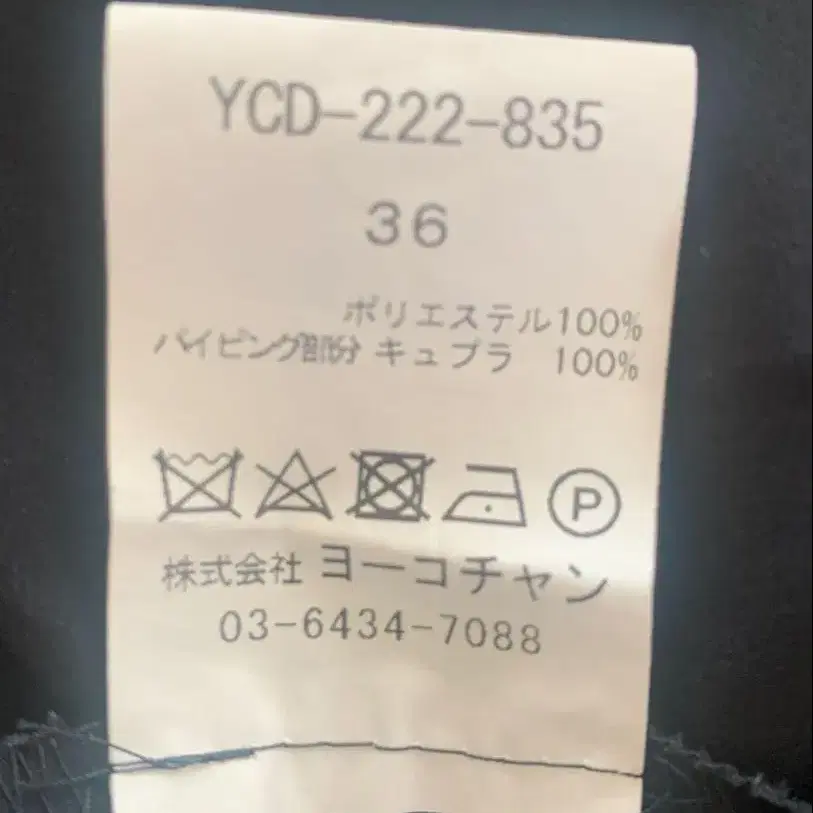 YCD-222-835
36
ポリエステル100%
パイピング部分 キュプラ 100%
P
株式会社 ヨーコチャン
03-6434-7088